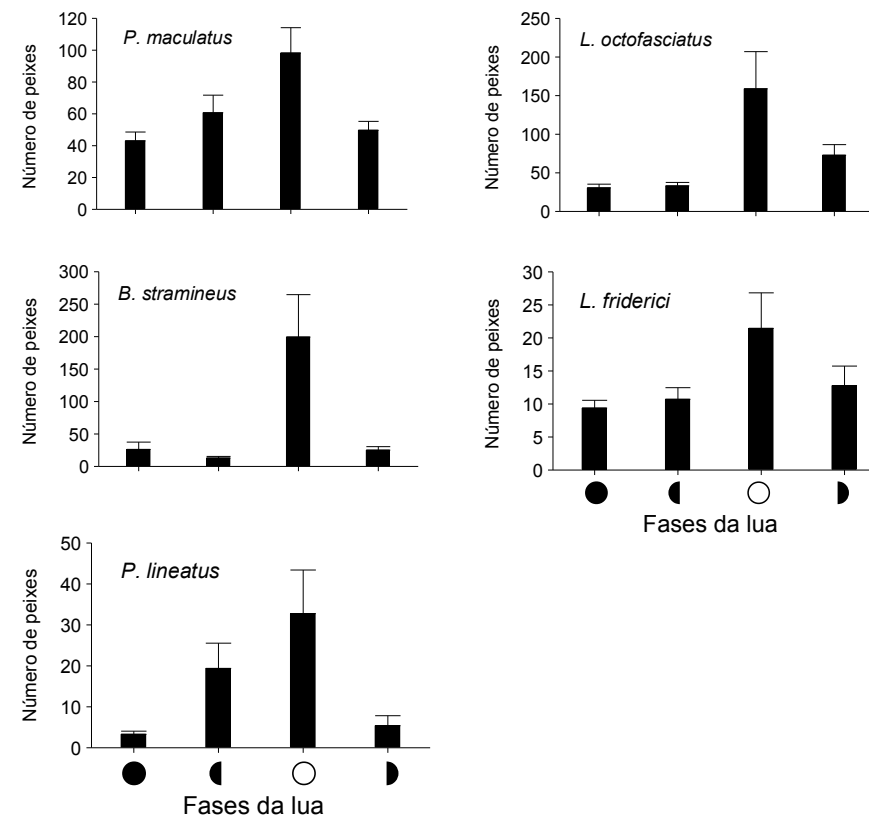 P. maculatus
Número de peixes
120
100
80
60
40
20
0
L. octofasciatus
Número de peixes
250
200
150
100
50
0
B. stramineus
Número de peixes
300
250
200
150
100
50
0
L. friderici
Número de peixes
30
25
20
15
10
5
0
Fases da lua
P. lineatus
Número de peixes
50
40
30
20
10
0
Fases da lua